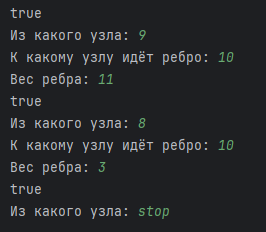 true
Из какого узла: 9
К какому узлу идёт ребро: 10
Вес ребра: 11
true
Из какого узла: 8
К какому узлу идёт ребро: 10
Вес ребра: 3
true
Из какого узла: stop